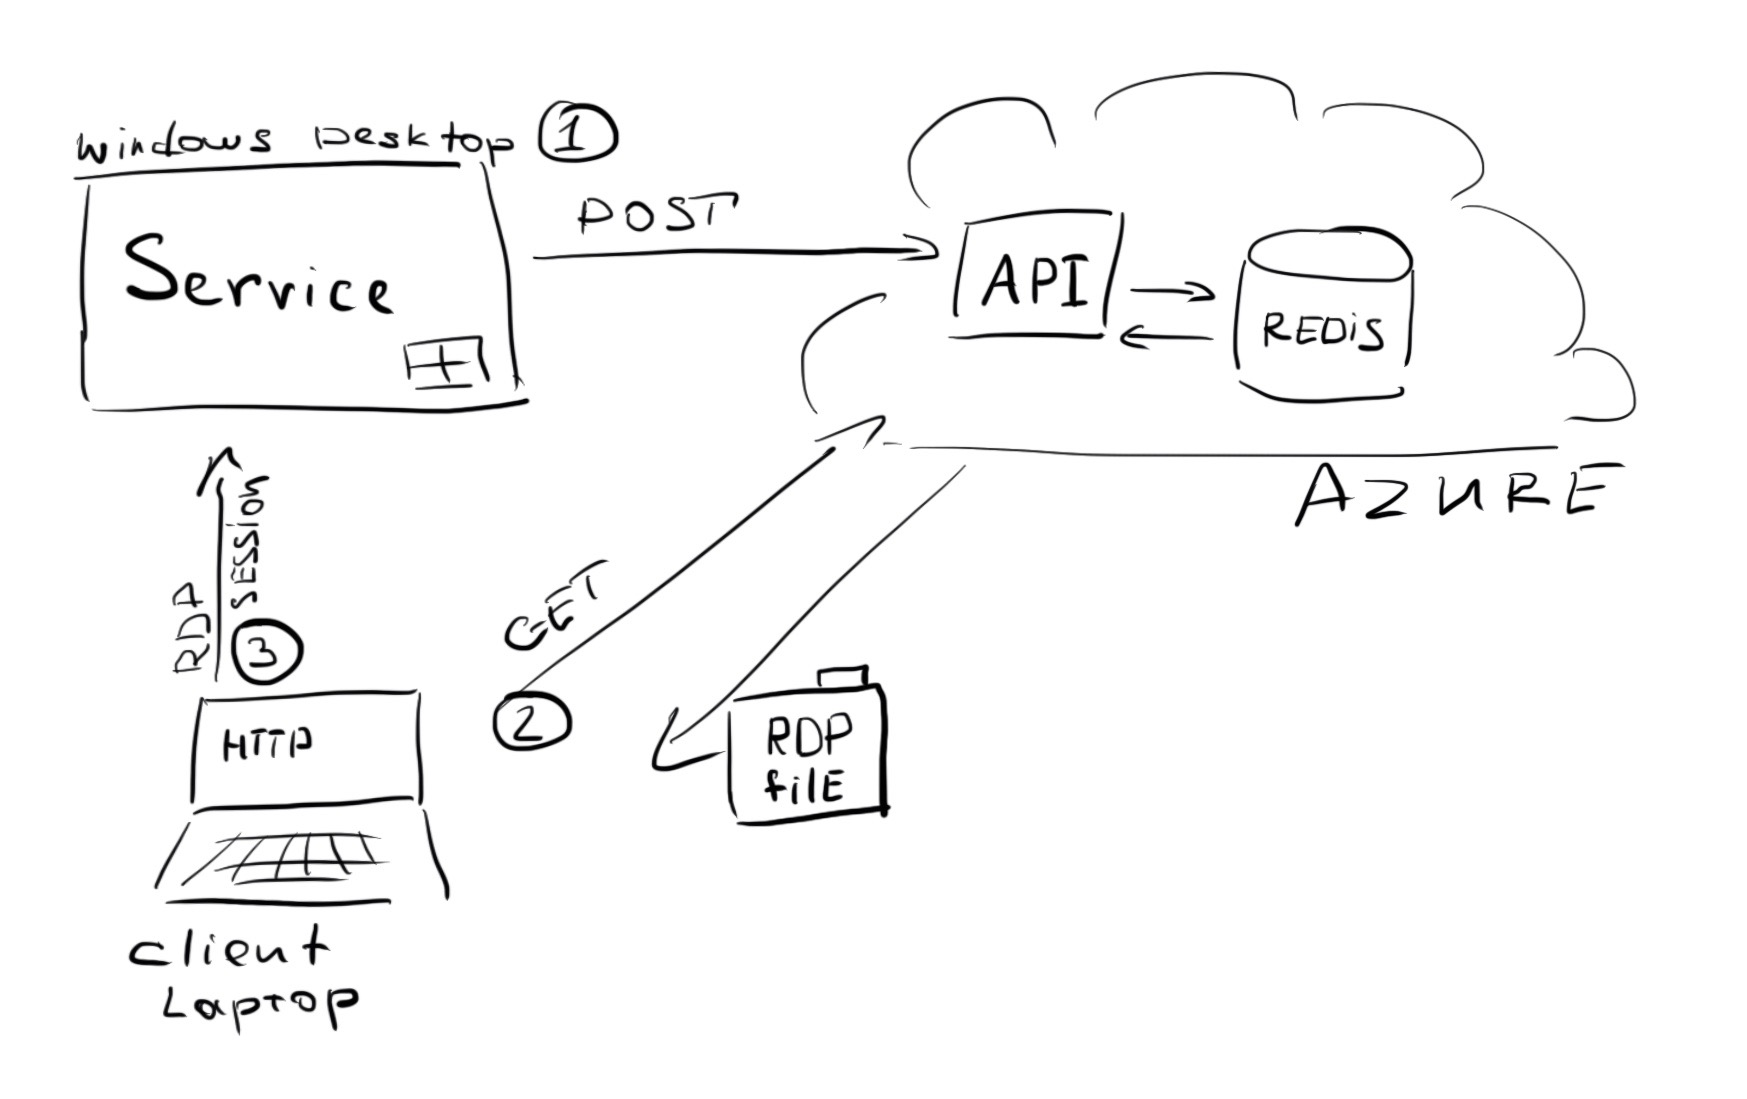 Windows Desktop
1
POST
Service
API
REDiS
AZURE
RDP
SESSION
3
GET
2
HTTP
RDP
filE
client
Laptop